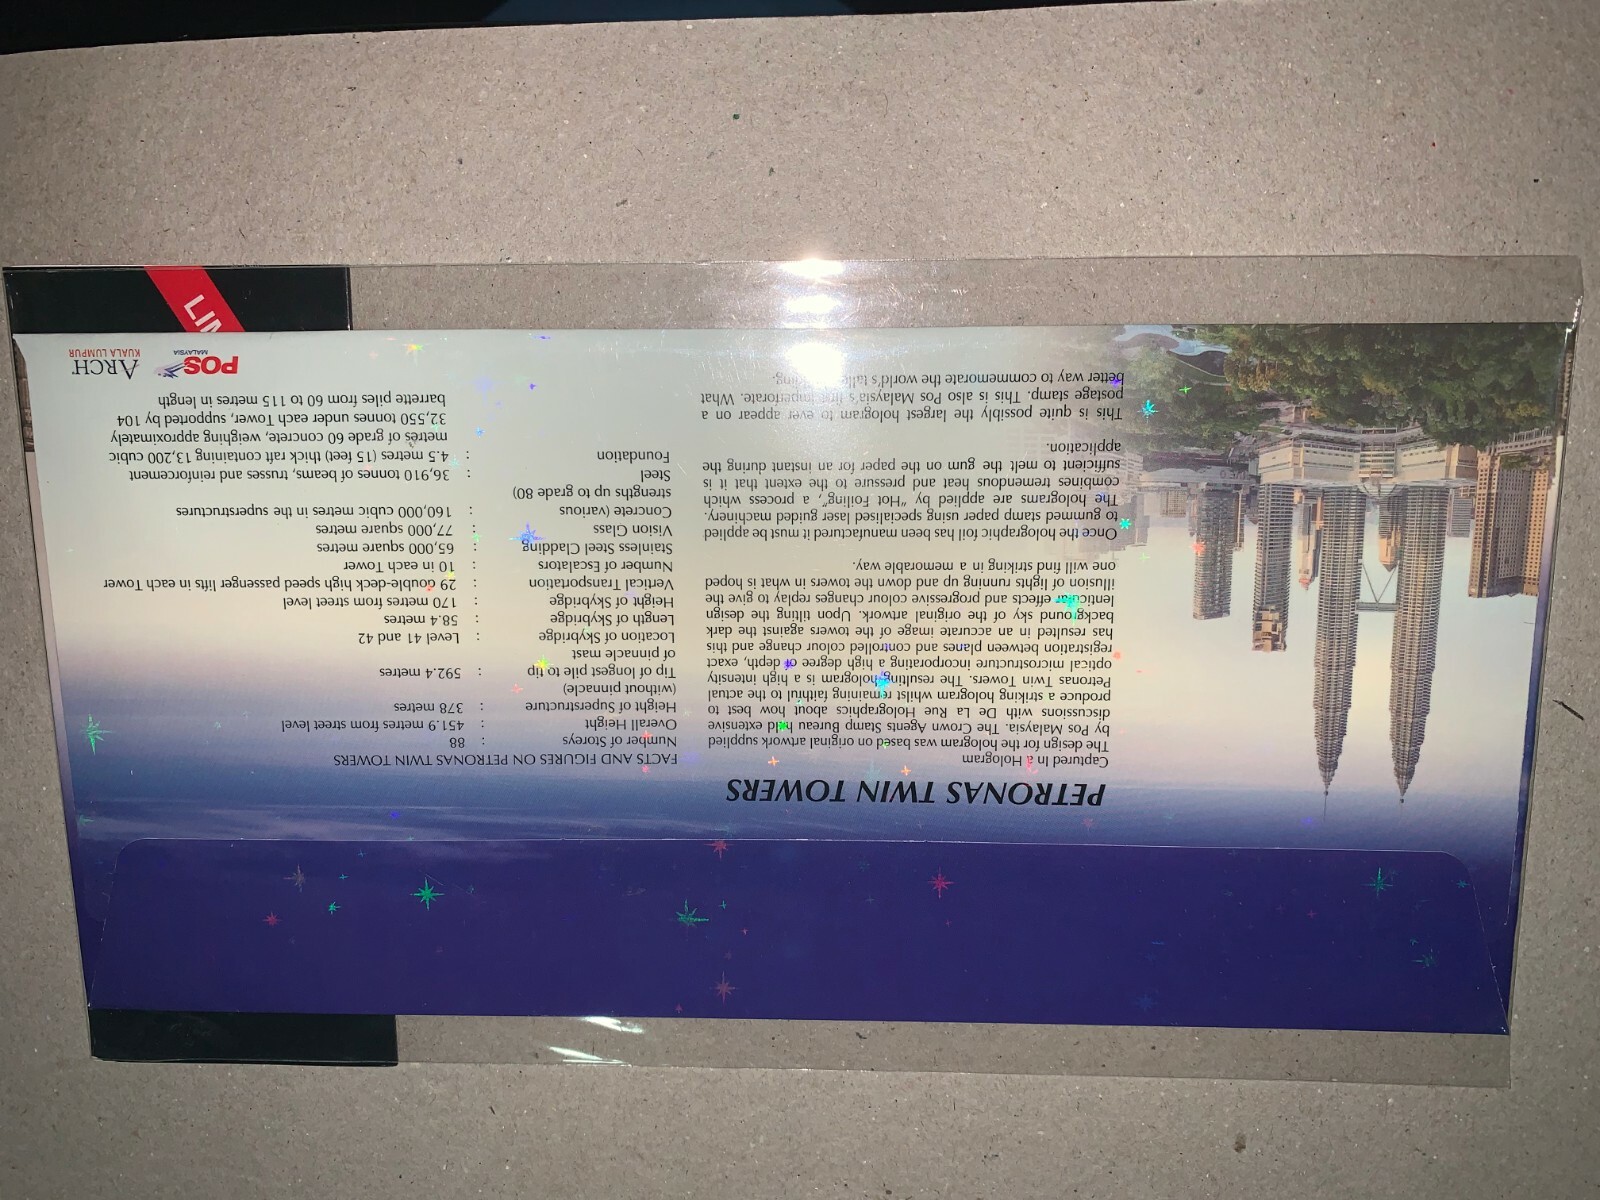 PETRONAS TWIN TOWERS
Captured In a Hologram
The design for the hologram was based on original artwork supplied
by Pos Malaysia. The Crown Agents Stamp Bureau held extensive
discussions with De La Rue Holographics about how best to
produce a striking hologram whilst remaining faithful to the actual
Petronas Twin Towers. The resulting hologram is a high intensity
optical microstructure incorporating a high degree of depth, exact
registration between planes and controlled colour change and this
has resulted in an accurate image of the towers against the dark
background sky of the original artwork. Upon tilting the design
lenticular effects and progressive colour changes replay to give the
illusion of lights running up and down the towers in what is hoped
one will find striking in a memorable way.
Once the holographic foil has been manufactured it must be applied
to gummed stamp paper using specialised laser guided machinery.
The holograms are applied by "Hot Foiling", a process which
combines tremendous heat and pressure to the extent that it is
sufficient to melt the gum on the paper for an instant during the
application.
This is quite possibly the largest hologram to ever appear on a
postage stamp. This is also Pos Malaysia's first imperforate. What
better way to commemorate the world's
FACTS AND FIGURES ON PETRONAS TWIN TOWERS
Number of Storeys : 88
Overall Height : 451.9 metres from street level
Height of Superstructure : 378 metres
(without pinnacle)
Tip of longest pile to tip : 592.4 metres
of pinnacle mast
Location of Skybridge : Level 41 and 42
Length of Skybridge : 58.4 metres
Height of Skybridge : 170 metres from street level
Vertical Transportation : 29 double-deck high speed passenger lifts in each Tower
Number of Escalators : 10 in each Tower
Stainless Steel Cladding : 65,000 square metres
Vision Glass : 77,000 square metres
Concrete (various : 160,000 cubic metres in the superstructures
strengths up to grade 80)
Steel : 36,910 tonnes of beams, trusses and reinforcement
Foundation : 4.5 metres (15 feet) thick raft containing 13,200 cubic
metres of grade 60 concrete, weighing approximately
32,550 tonnes under each Tower, supported by 104
barrette piles from 60 to 115 metres in length
POS
MALAYSIA
ARCH
KUALA LUMPUR
LIM